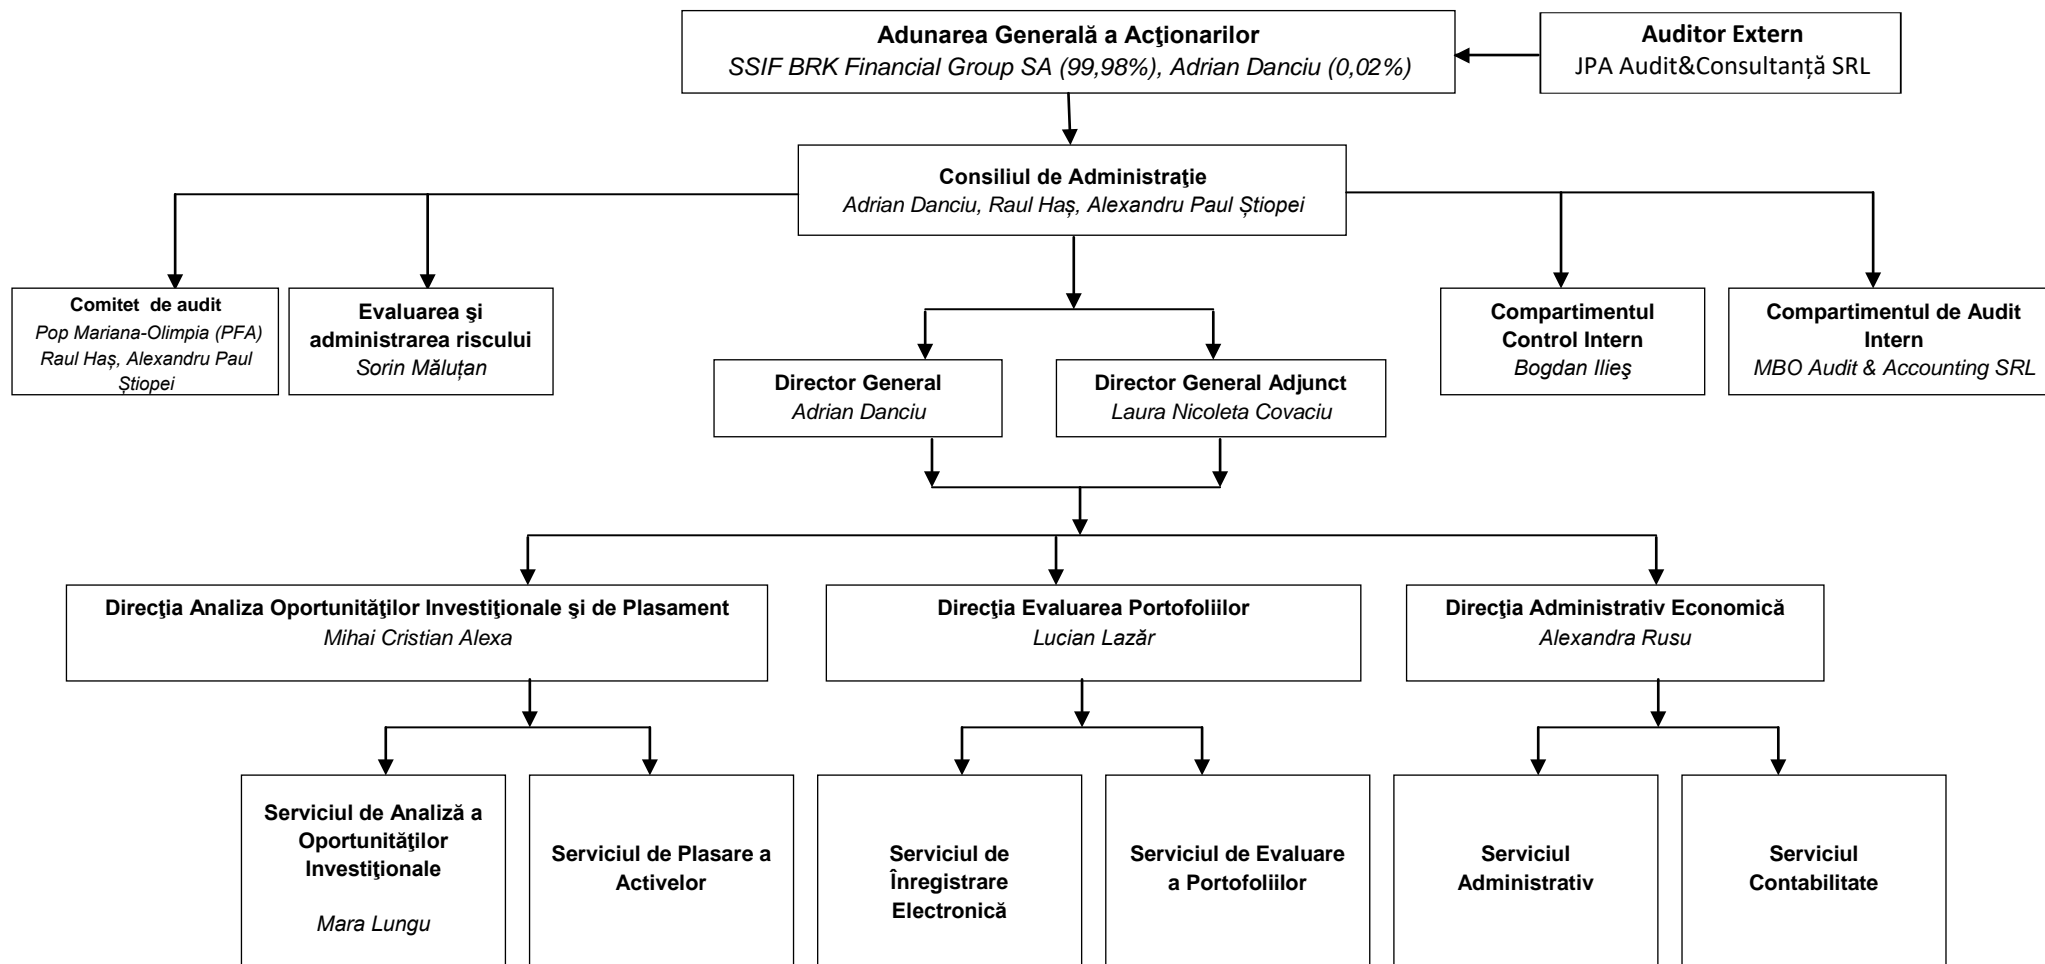 Adunarea Generală a Acţionarilor
SSIF BRK Financial Group SA (99,98%), Adrian Danciu (0,02%)
Auditor Extern
JPA Audit&Consultanță SRL
Consiliul de Administraţie
Adrian Danciu, Raul Haș, Alexandru Paul Știopei
Comitet de audit
Pop Mariana-Olimpia (PFA)
Raul Haș, Alexandru Paul
Știopei
Evaluarea şi
administrarea riscului
Sorin Măluțan
Director General
Adrian Danciu
Director General Adjunct
Laura Nicoleta Covaciu
Compartimentul
Control Intern
Bogdan Ilieş
Compartimentul de Audit
Intern
MBO Audit & Accounting SRL
Direcţia Analiza Oportunităţilor Investiţionale şi de Plasament
Mihai Cristian Alexa
Direcţia Evaluarea Portofoliilor
Lucian Lazăr
Direcţia Administrativ Economică
Alexandra Rusu
Serviciul de Analiză a
Oportunităţilor
Investiţionale
Mara Lungu
Serviciul de Plasare a
Activelor
Serviciul de
Înregistrare
Electronică
Serviciul de Evaluare
a Portofoliilor
Serviciul
Administrativ
Serviciul
Contabilitate